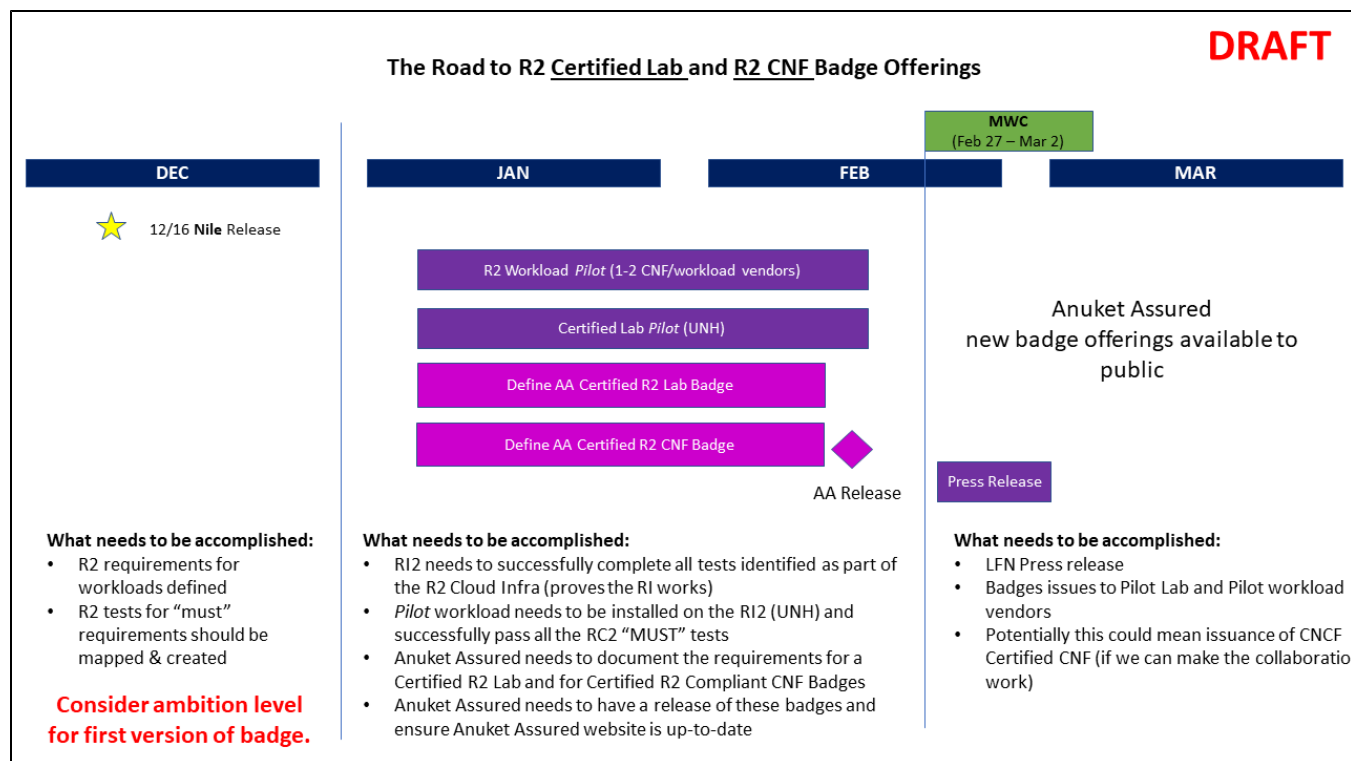 DRAFT
The Road to R2 Certified Lab and R2 CNF Badge Offerings
MWC
(Feb 27 – Mar 2)
DEC
JAN
FEB
MAR
12/16 Nile Release
R2 Workload Pilot (1-2 CNF/workload vendors)
Certified Lab Pilot (UNH)
Define AA Certified R2 Lab Badge
Define AA Certified R2 CNF Badge
AA Release
Anuket Assured
new badge offerings available to
public
Press Release
What needs to be accomplished:
• R2 requirements for
workloads defined
• R2 tests for “must”
requirements should be
mapped & created
Consider ambition level
for first version of badge.
What needs to be accomplished:
• RI2 needs to successfully complete all tests identified as part of
the R2 Cloud Infra (proves the RI works)
• Pilot workload needs to be installed on the RI2 (UNH) and
successfully pass all the RC2 “MUST” tests
• Anuket Assured needs to document the requirements for a
Certified R2 Lab and for Certified R2 Compliant CNF Badges
• Anuket Assured needs to have a release of these badges and
ensure Anuket Assured website is up-to-date
What needs to be accomplished:
• LFN Press release
• Badges issues to Pilot Lab and Pilot workload
vendors
• Potentially this could mean issuance of CNCF
Certified CNF (if we can make the collaboratio
work)